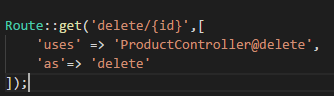 Route::get('delete/{id}',[
'uses' => 'ProductController@delete',
'as'=> 'delete'
]);